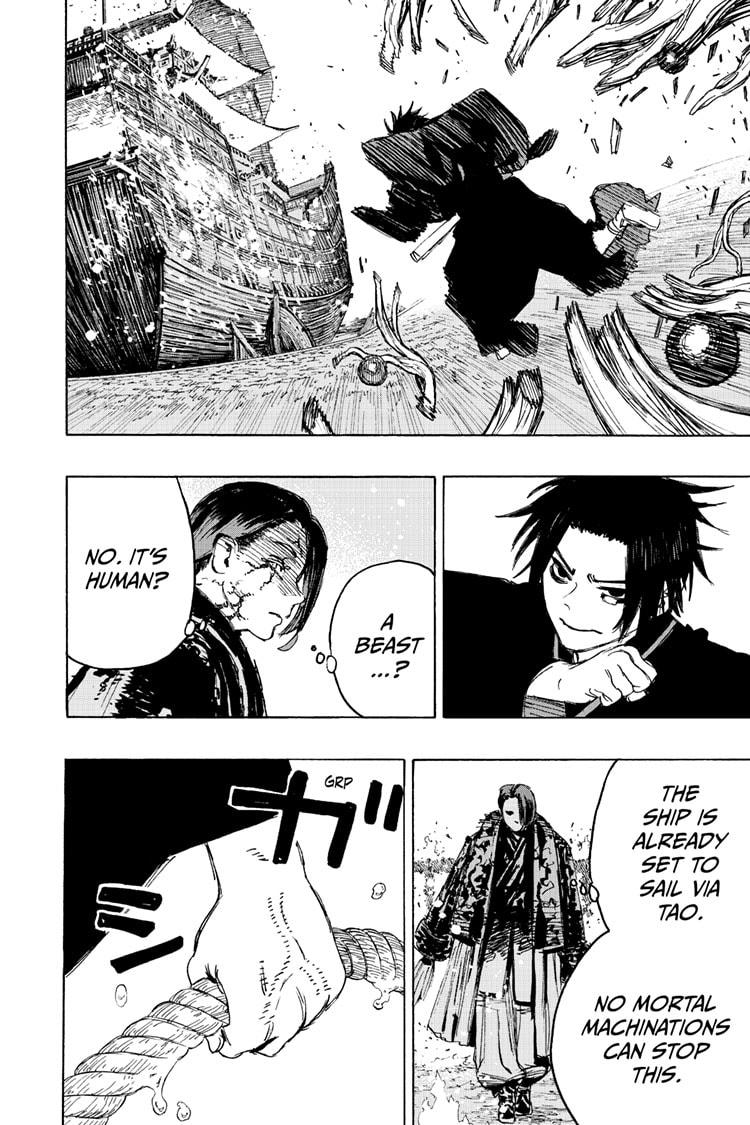 A
BEAST
...?
NO. IT'S
HUMAN?
THE
SHIP IS
ALREADY
SET TO
SAIL VIA
TAO.
NO MORTAL
MACHINATIONS
CAN STOP
THIS.
ガシ
GRP